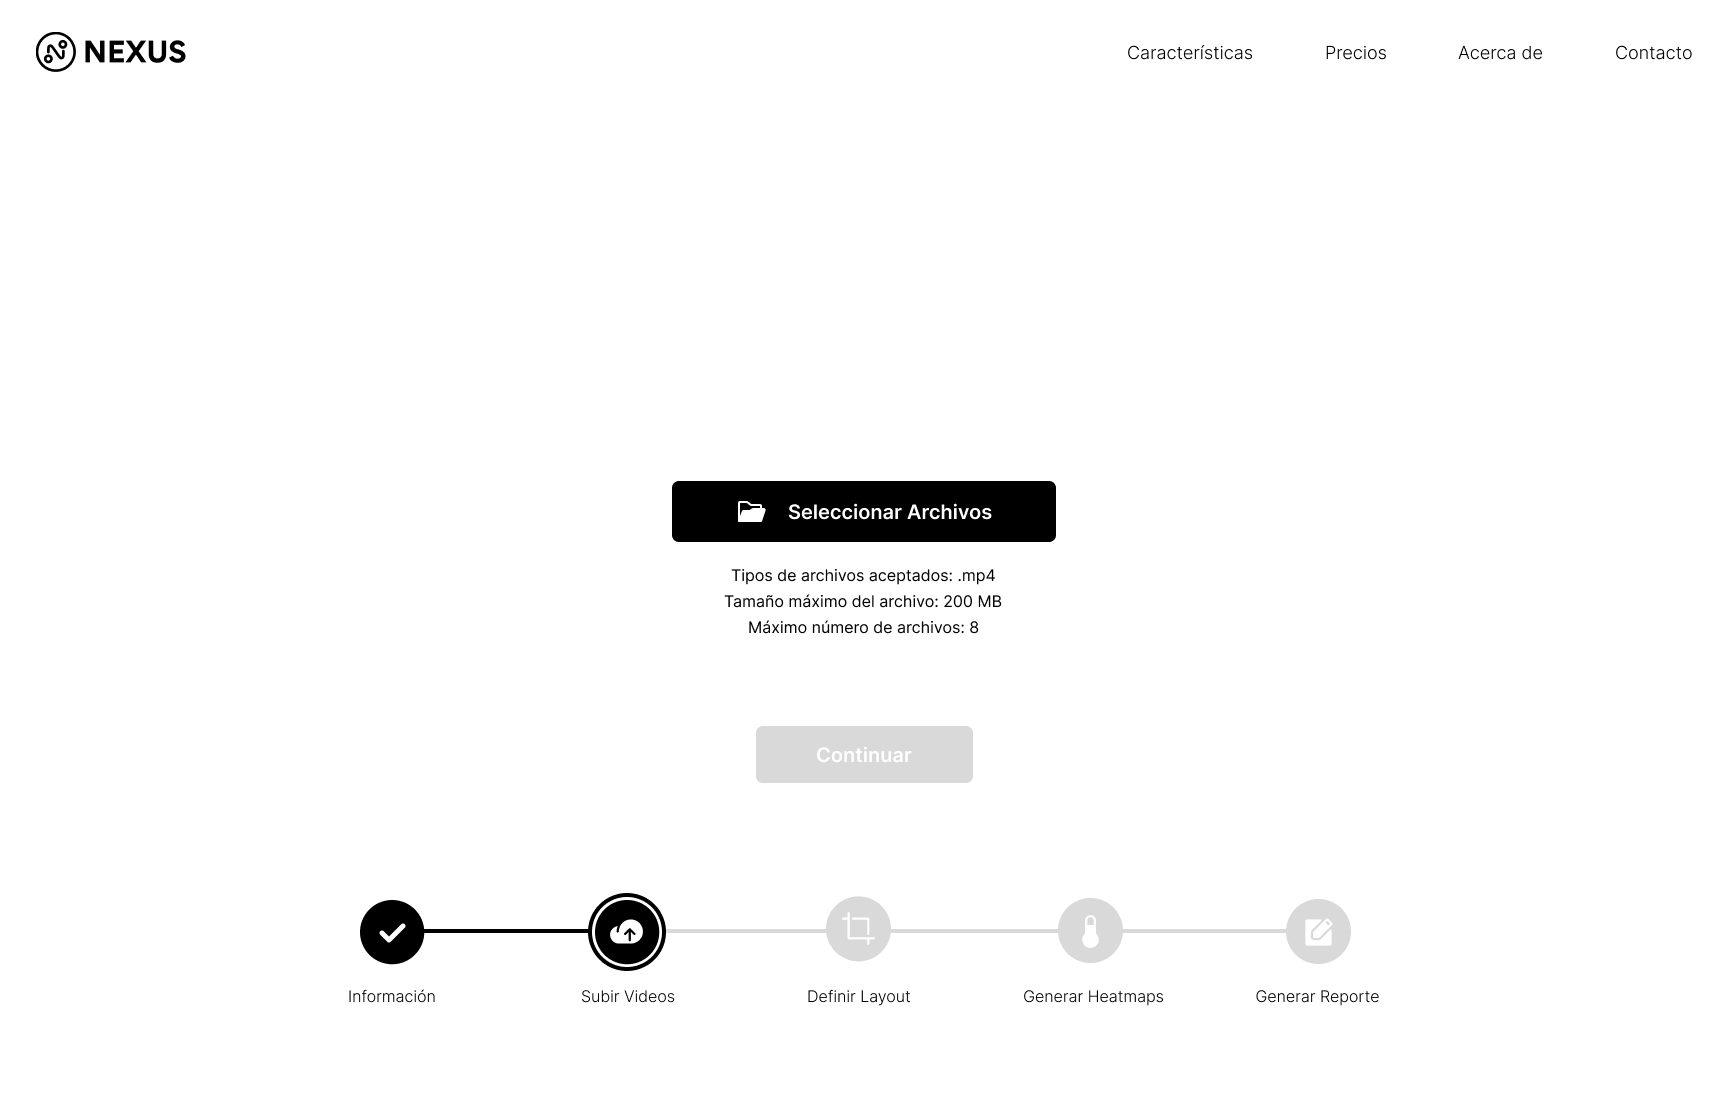 NEXUS
Características
Precios
Acerca de
Contacto
Seleccionar Archivos
Tipos de archivos aceptados: .mp4
Tamaño máximo del archivo: 200 MB
Máximo número de archivos: 8
Continuar
Información
Subir Videos
Definir Layout
Generar Heatmaps
Generar Reporte